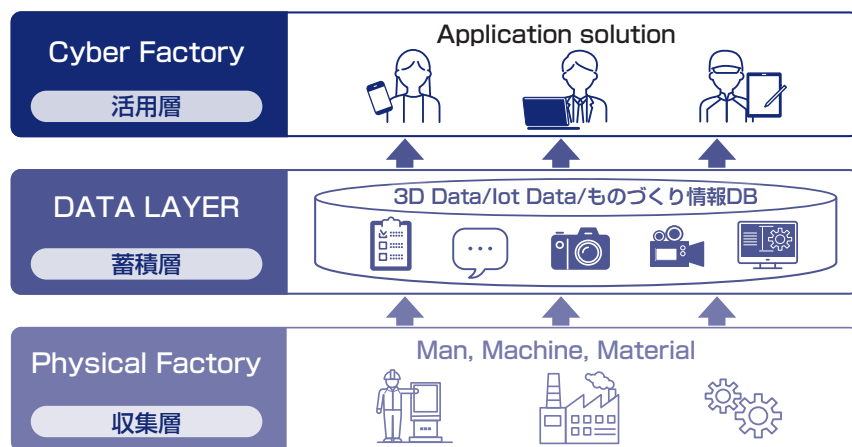 Cyber Factory
活用層
Application solution
DATA LAYER
蓄積層
3D Data/Iot Data/ものづくり情報DB
Physical Factory
収集層
Man, Machine, Material